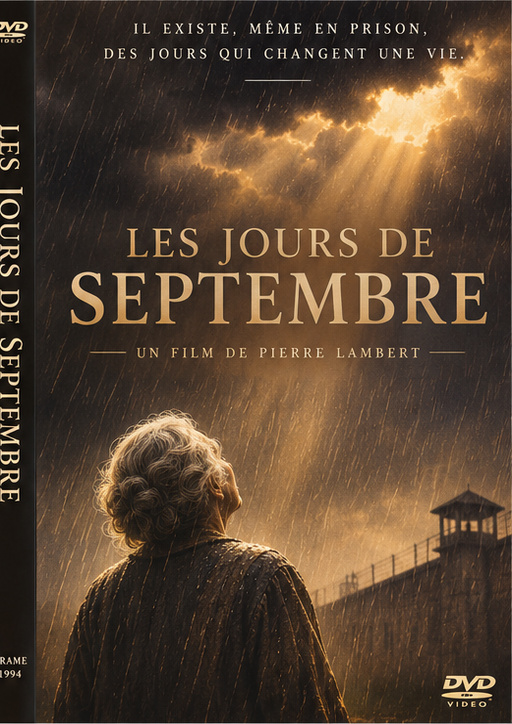 DVD
VIDEO
LES JOURS DE SEPTEMBRE
RAME
1994
IL EXISTE, MÊME EN PRISON,
DES JOURS QUI CHANGENT UNE VIE.
LES JOURS DE
SEPTEMBRE
UN FILM DE PIERRE LAMBERT
DVD
VIDEO